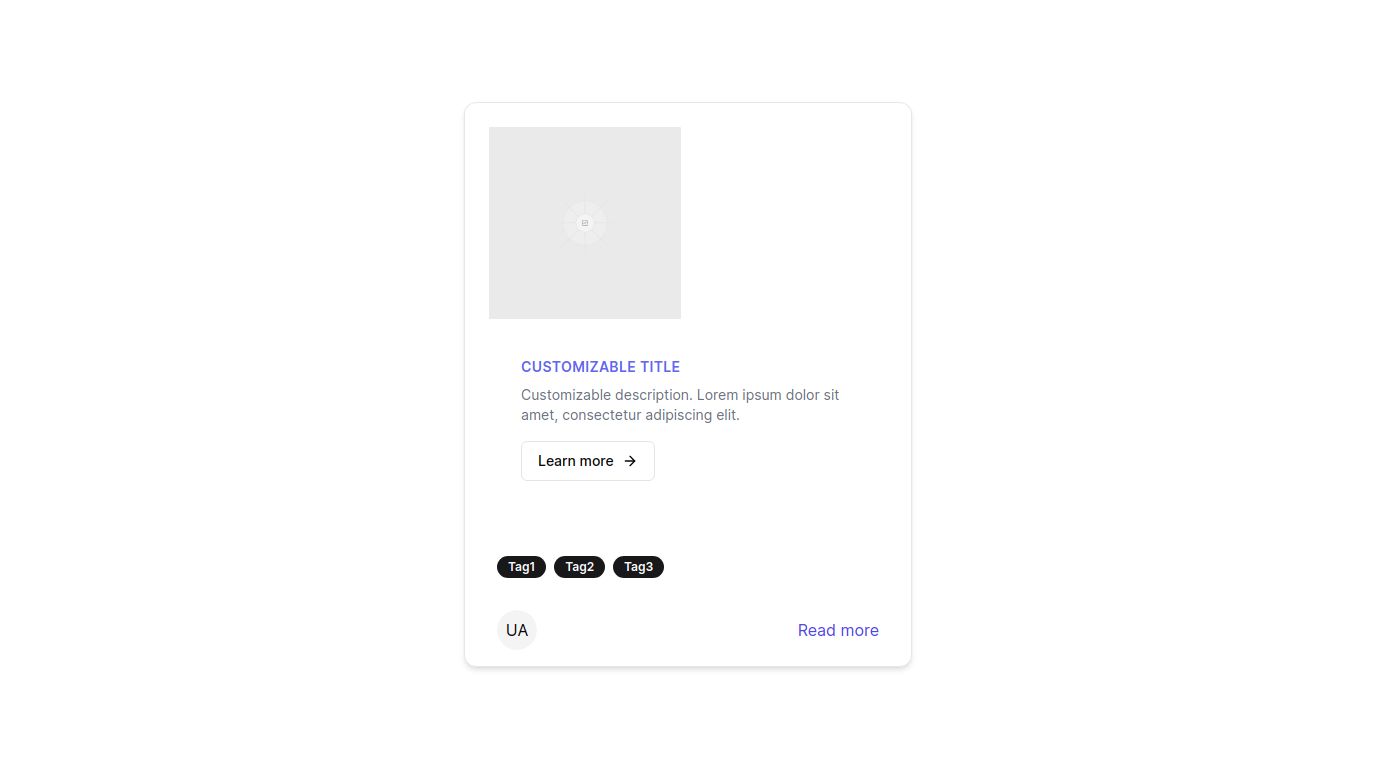 CUSTOMIZABLE TITLE
Customizable description. Lorem ipsum dolor sit
amet, consectetur adipiscing elit.
Learn more
Tag1 Tag2 Tag3
UA Read more